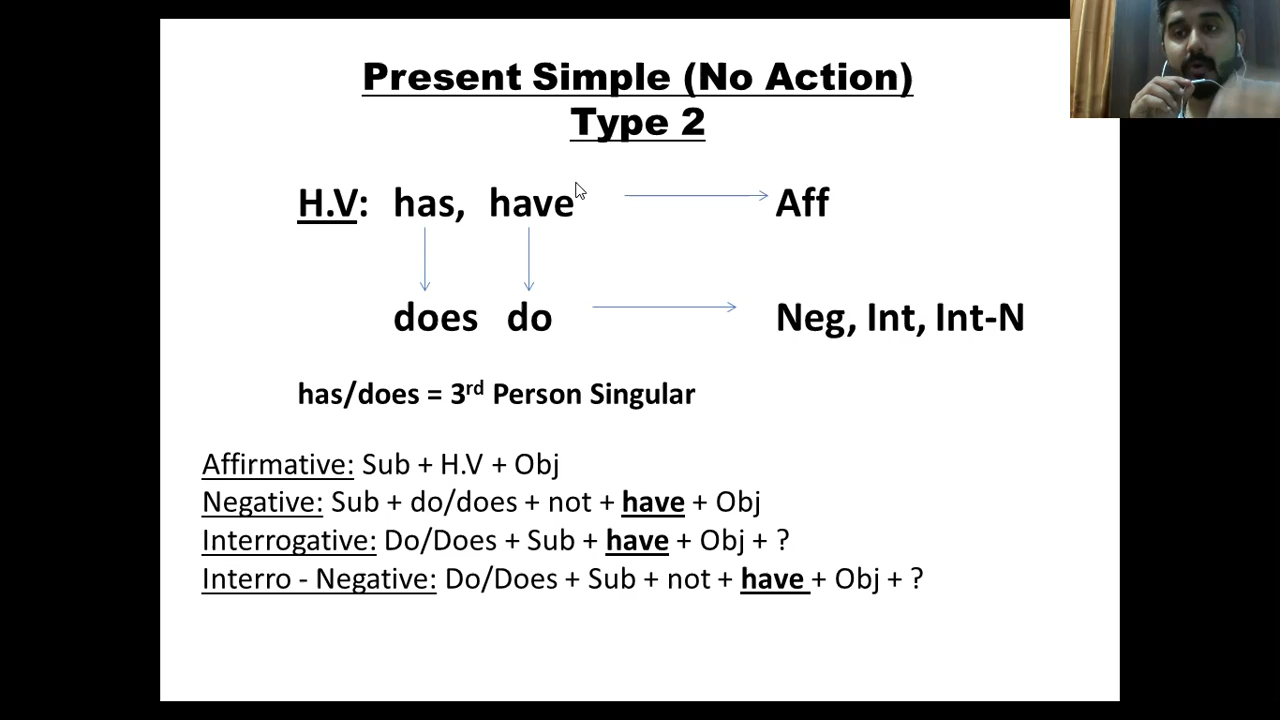 Present Simple (No Action)
Type 2
H.V: has, have Aff
does do Neg, Int, Int-N
has/does = 3rd Person Singular
Affirmative: Sub + H.V + Obj
Negative: Sub + do/does + not + have + Obj
Interrogative: Do/Does + Sub + have + Obj + ?
Interro - Negative: Do/Does + Sub + not + have + Obj + ?